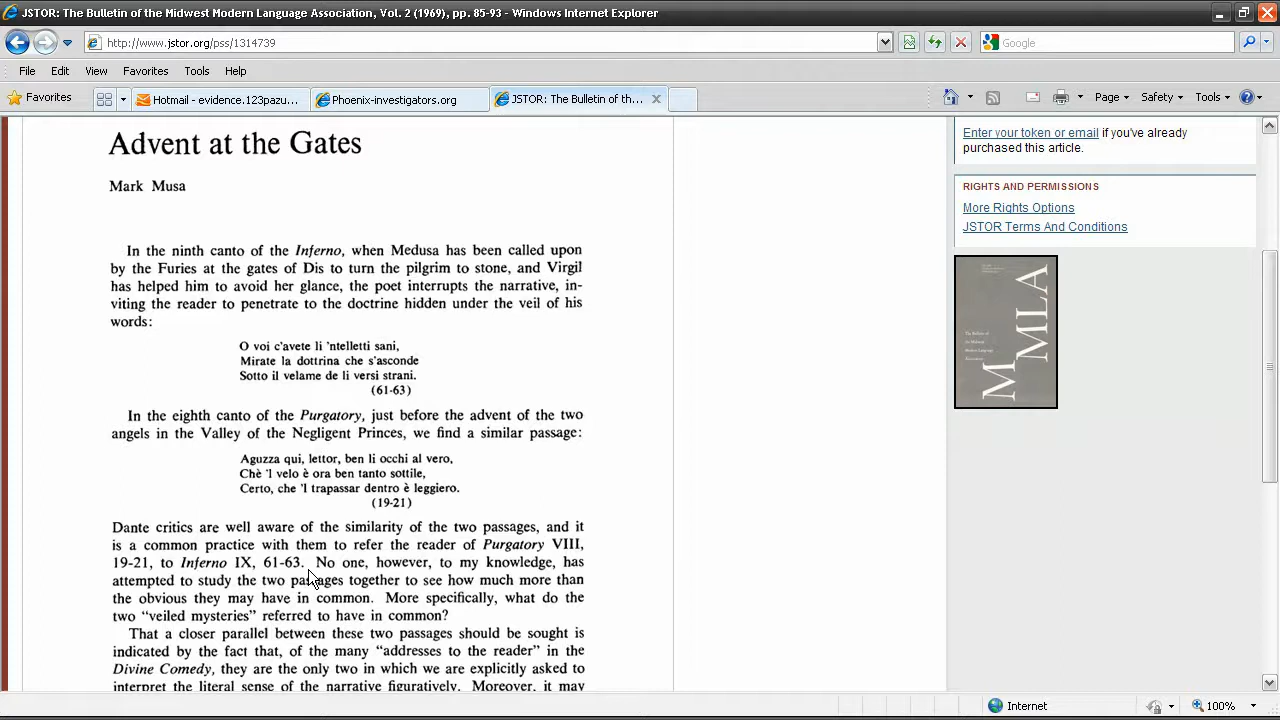 JSTOR: The Bulletin of the Midwest Modern Language Association, Vol. 2 (1969), pp. 85-93 - Windows Internet Explorer
http://www.jstor.org/pss/1314739
Google
File Edit View Favorites Tools Help
Favorites
Hotmail - evidence.123pazu...
Phoenix-investigators.org
JSTOR: The Bulletin of th...
Page
Safety
Tools
Advent at the Gates
Mark Musa
In the ninth canto of the Inferno, when Medusa has been called upon
by the Furies at the gates of Dis to turn the pilgrim to stone, and Virgil
has helped him to avoid her glance, the poet interrupts the narrative, in-
viting the reader to penetrate to the doctrine hidden under the veil of his
words:
O voi c'avete li 'ntelletti sani,
Mirate la dottrina che s'asconde
Sotto il velame de li versi strani.
(61-63)
In the eighth canto of the Purgatory, just before the advent of the two
angels in the Valley of the Negligent Princes, we find a similar passage:
Aguzza qui, lettor, ben li occhi al vero,
Chè 'l velo è ora ben tanto sottile,
Certo, che 'l trapassar dentro è leggiero.
(19-21)
Dante critics are well aware of the similarity of the two passages, and it
is a common practice with them to refer the reader of Purgatory VIII,
19-21, to Inferno IX, 61-63. No one, however, to my knowledge, has
attempted to study the two passages together to see how much more than
the obvious they may have in common. More specifically, what do the
two "veiled mysteries" referred to have in common?
That a closer parallel between these two passages should be sought is
indicated by the fact that, of the many "addresses to the reader" in the
Divine Comedy, they are the only two in which we are explicitly asked to
interpret the literal sense of the narrative figuratively. Moreover, it may
Enter your token or email if you've already
purchased this article.
RIGHTS AND PERMISSIONS
More Rights Options
JSTOR Terms And Conditions
MMLA
The Bulletin of
the Midwest
Modern Language
Association
Internet
100%